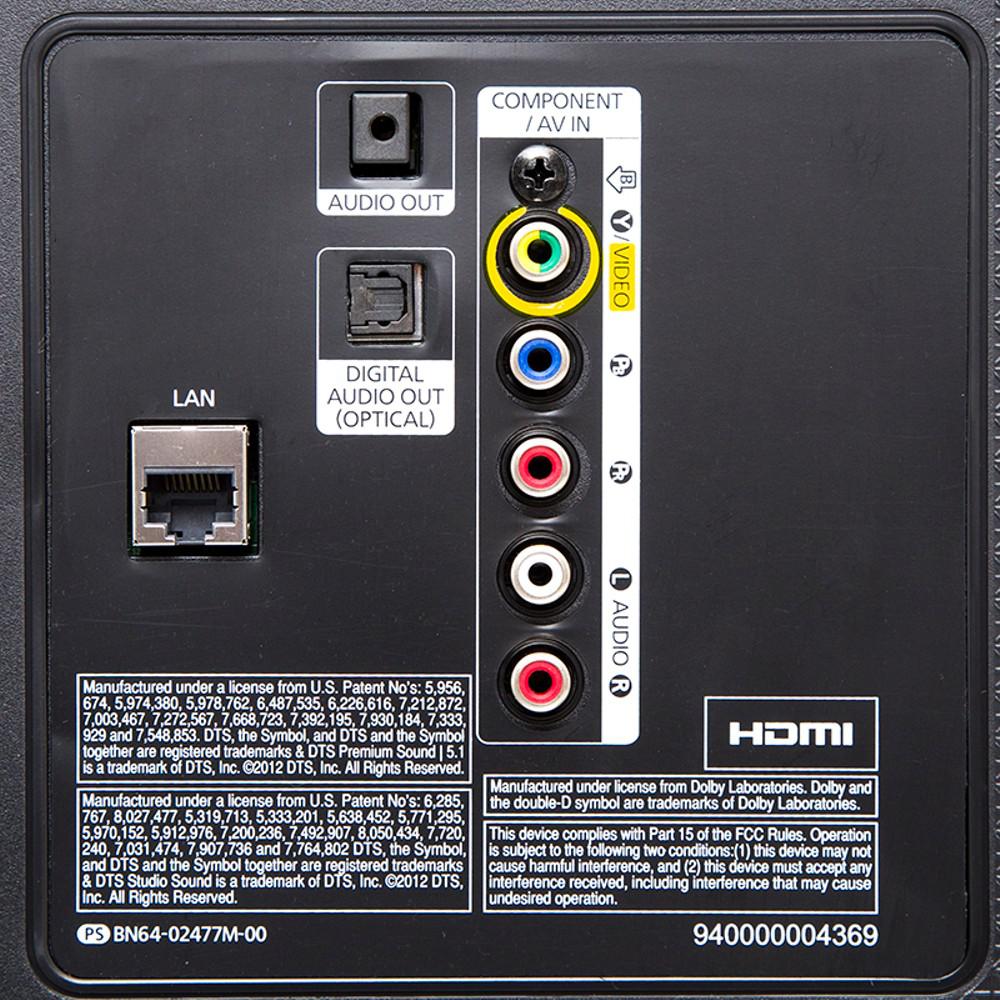 AUDIO OUT
DIGITAL
AUDIO OUT
(OPTICAL)
COMPONENT
/ AV IN
B
Y/VIDEO
PB
PR
L AUDIO R
LAN
Manufactured under a license from U.S. Patent No's: 5,956,
674, 5,974,380, 5,978,762, 6,487,535, 6,226,616, 7,212,872,
7,003,467, 7,272,567, 7,668,723, 7,392,195, 7,930,184, 7,333,
929 and 7,548,853. DTS, the Symbol, and DTS and the Symbol
together are registered trademarks & DTS Premium Sound | 5.1
is a trademark of DTS, Inc. ©2012 DTS, Inc. All Rights Reserved.
Manufactured under a license from U.S. Patent No's: 6,285,
767, 8,027,477, 5,319,713, 5,333,201, 5,638,452, 5,771,295,
5,970,152, 5,912,976, 7,200,236, 7,492,907, 8,050,434, 7,720,
240, 7,031,474, 7,907,736 and 7,764,802 DTS, the Symbol,
and DTS and the Symbol together are registered trademarks
& DTS Studio Sound is a trademark of DTS, Inc. ©2012 DTS,
Inc. All Rights Reserved.
PS BN64-02477M-00
HDMI
Manufactured under license from Dolby Laboratories. Dolby and
the double-D symbol are trademarks of Dolby Laboratories.
This device complies with Part 15 of the FCC Rules. Operation
is subject to the following two conditions:(1) this device may not
cause harmful interference, and (2) this device must accept any
interference received, including interference that may cause
undesired operation.
940000004369